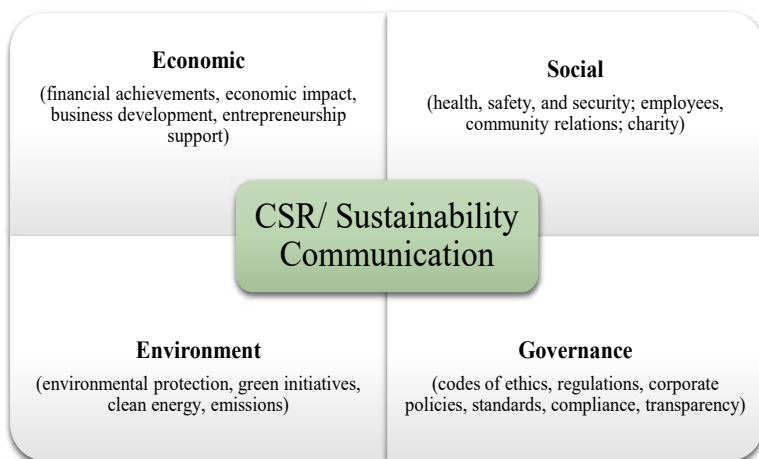 Economic
(financial achievements, economic impact,
business development, entrepreneurship
support)
Social
(health, safety, and security; employees,
community relations; charity)
CSR/ Sustainability
Communication
Environment
(environmental protection, green initiatives,
clean energy, emissions)
Governance
(codes of ethics, regulations, corporate
policies, standards, compliance, transparency)